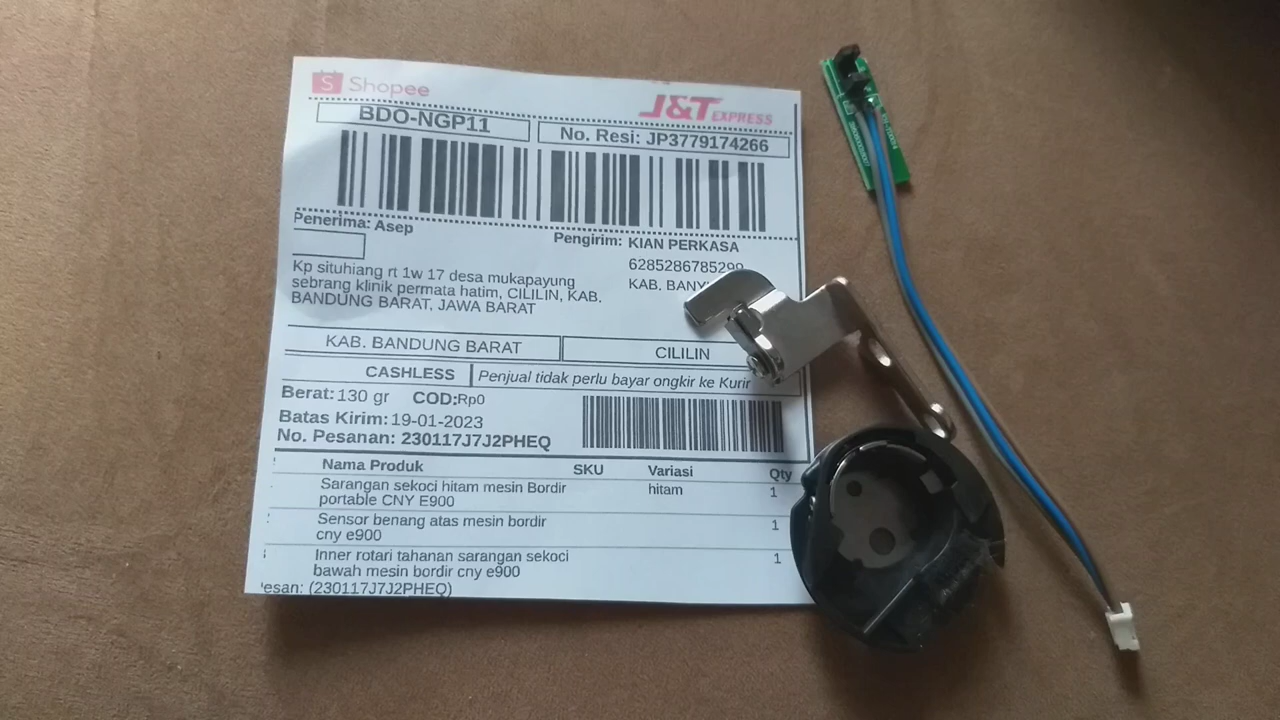 Shopee
J&T EXPRESS
BDO-NGP11
No. Resi: JP3779174266
Penerima: Asep
Pengirim: KIAN PERKASA
6285286785299
KAB. BANY
Kp situhiang rt 1w 17 desa mukapayung
sebrang klinik permata hatim, CILILIN, KAB.
BANDUNG BARAT, JAWA BARAT
KAB. BANDUNG BARAT
CILILIN
CASHLESS
Penjual tidak perlu bayar ongkir ke Kurir
Berat: 130 gr COD:Rp0
Batas Kirim: 19-01-2023
No. Pesanan: 230117J7J2PHEQ
Nama Produk SKU Variasi Qty
Sarangan sekoci hitam mesin Bordir hitam 1
portable CNY E900
Sensor benang atas mesin bordir 1
cny e900
Inner rotari tahanan sarangan sekoci 1
bawah mesin bordir cny e900
esan: (230117J7J2PHEQ)